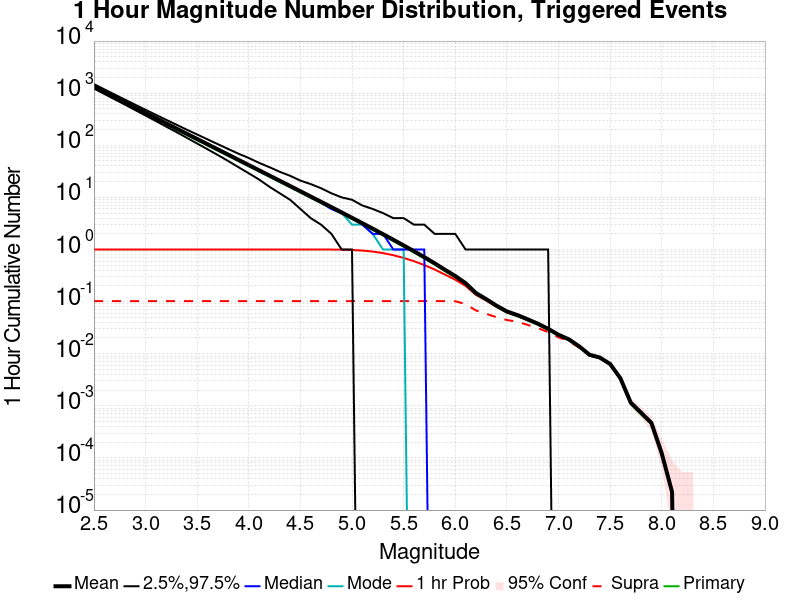 1 Hour Magnitude Number Distribution, Triggered Events
1 Hour Cumulative Number
10^4
10^3
10^2
10^1
10^0
10^-1
10^-2
10^-3
10^-4
10^-5
2.5 3.0 3.5 4.0 4.5 5.0 5.5 6.0 6.5 7.0 7.5 8.0 8.5 9.0
Magnitude
Mean 2.5%,97.5% Median Mode 1 hr Prob 95% Conf Supra Primary